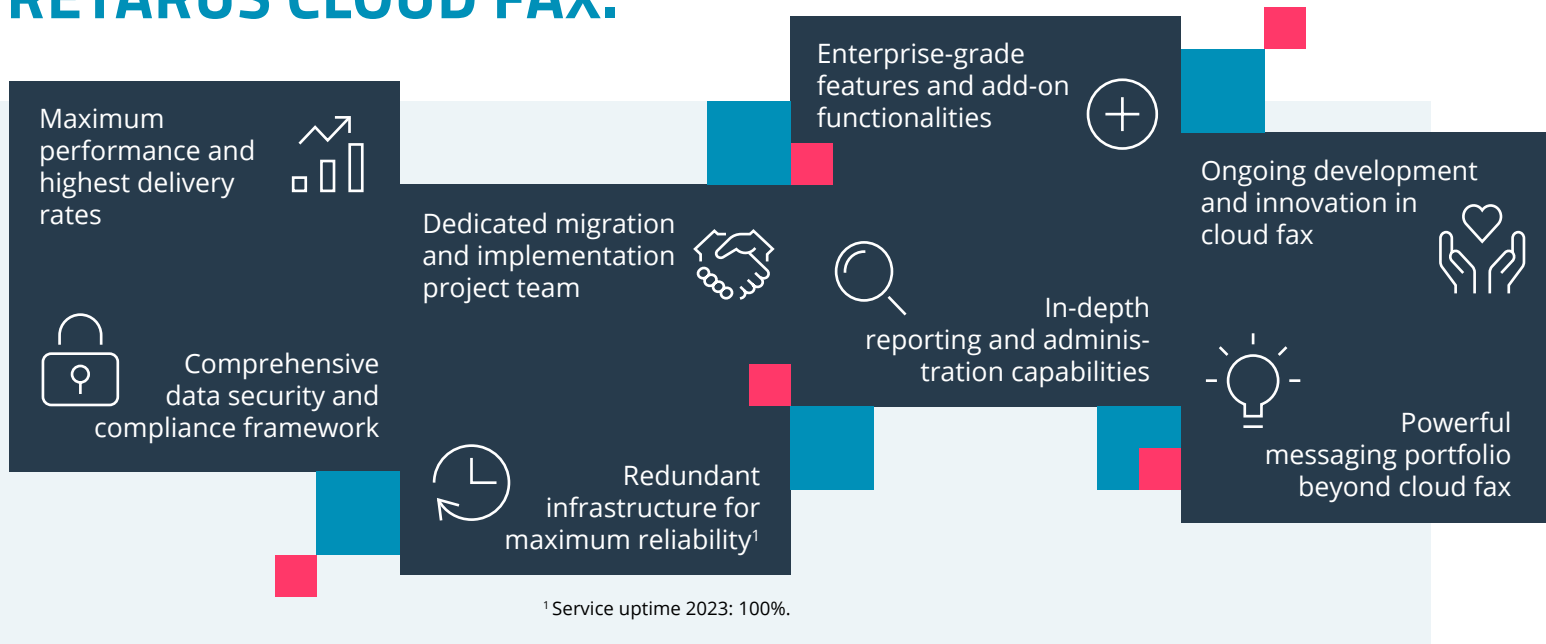 RETARUS CLOUD FAX.
Maximum
performance and
highest delivery
rates
Comprehensive
data security and
compliance framework
Dedicated migration
and implementation
project team
Redundant
infrastructure for
maximum reliability¹
Enterprise-grade
features and add-on
functionalities
In-depth
reporting and adminis-
tration capabilities
Ongoing development
and innovation in
cloud fax
Powerful
messaging portfolio
beyond cloud fax
¹ Service uptime 2023: 100%.